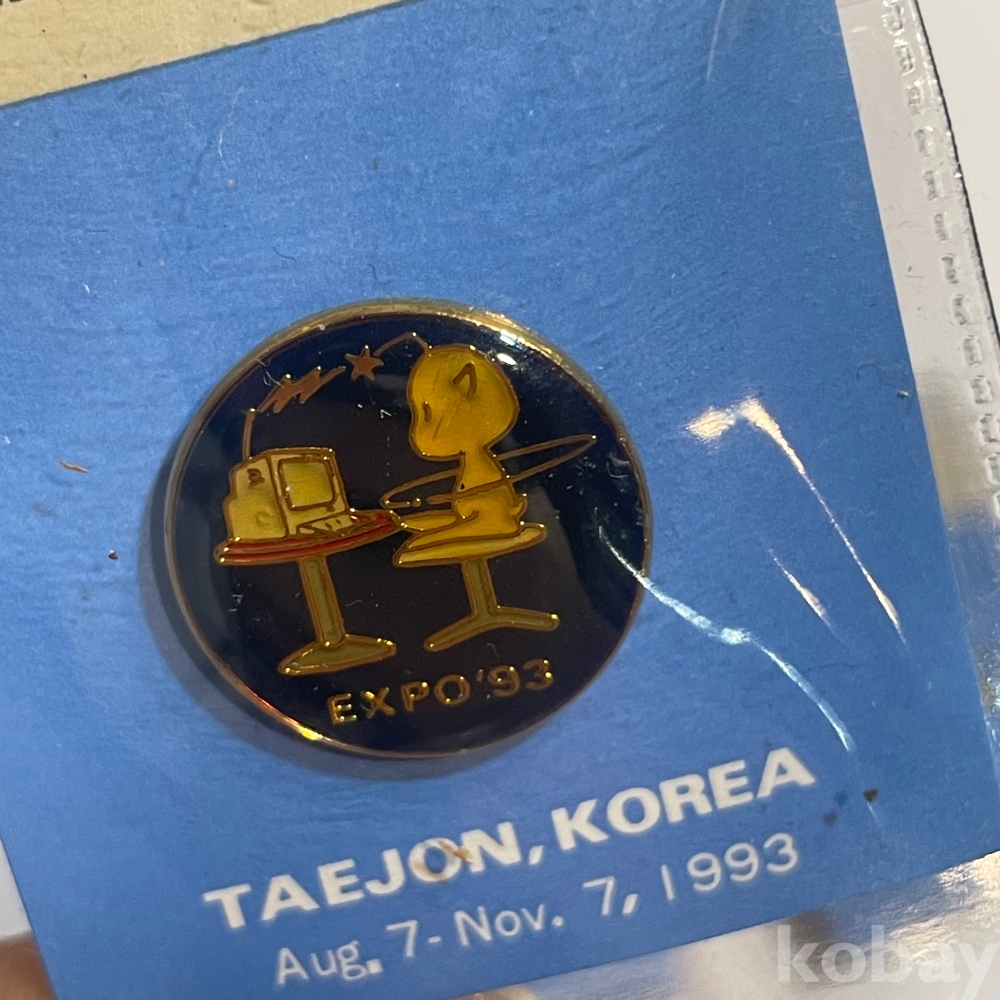 EXPO'93
TAEJON, KOREA
Aug. 7 - Nov. 7, 1993
kobay